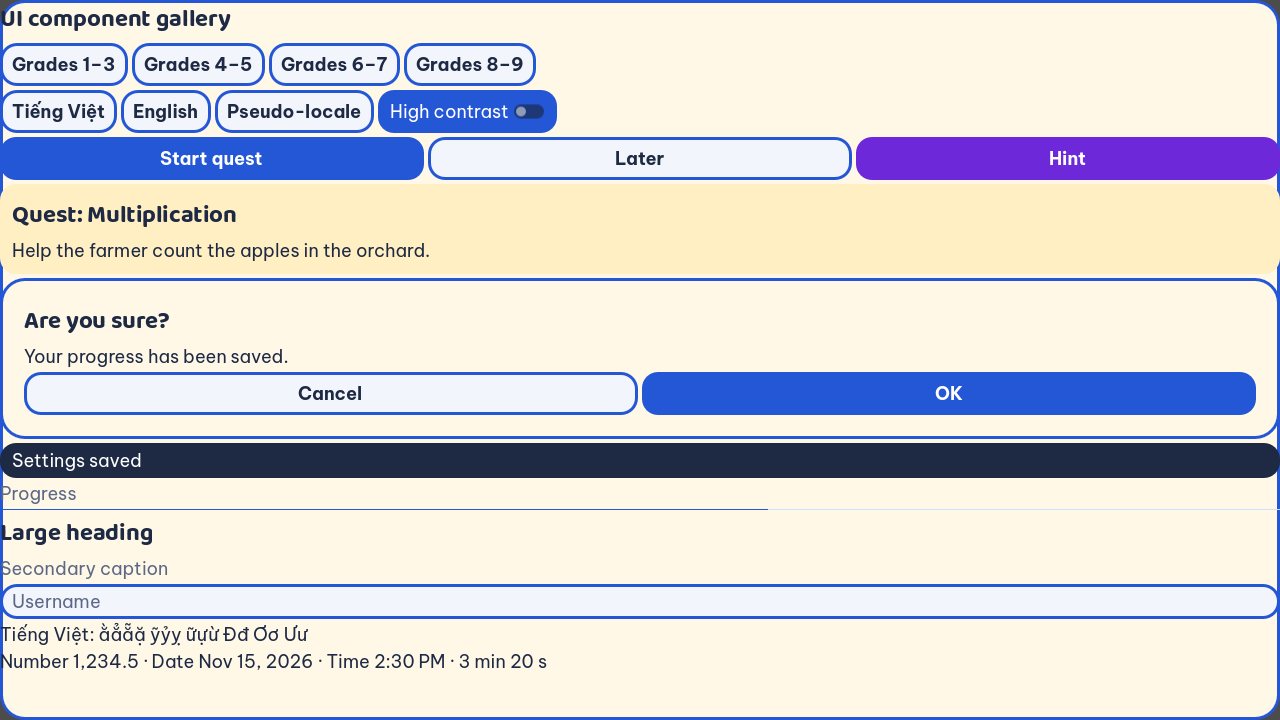 UI component gallery
Grades 1–3 Grades 4–5 Grades 6–7 Grades 8–9
Tiếng Việt English Pseudo-locale High contrast
Start quest Later Hint
Quest: Multiplication
Help the farmer count the apples in the orchard.
Are you sure?
Your progress has been saved.
Cancel OK
Settings saved
Progress
Large heading
Secondary caption
Username
Tiếng Việt: ằẳẵặ ỹỷỵ ữựừ Đđ Ơơ Ưư
Number 1,234.5 · Date Nov 15, 2026 · Time 2:30 PM · 3 min 20 s